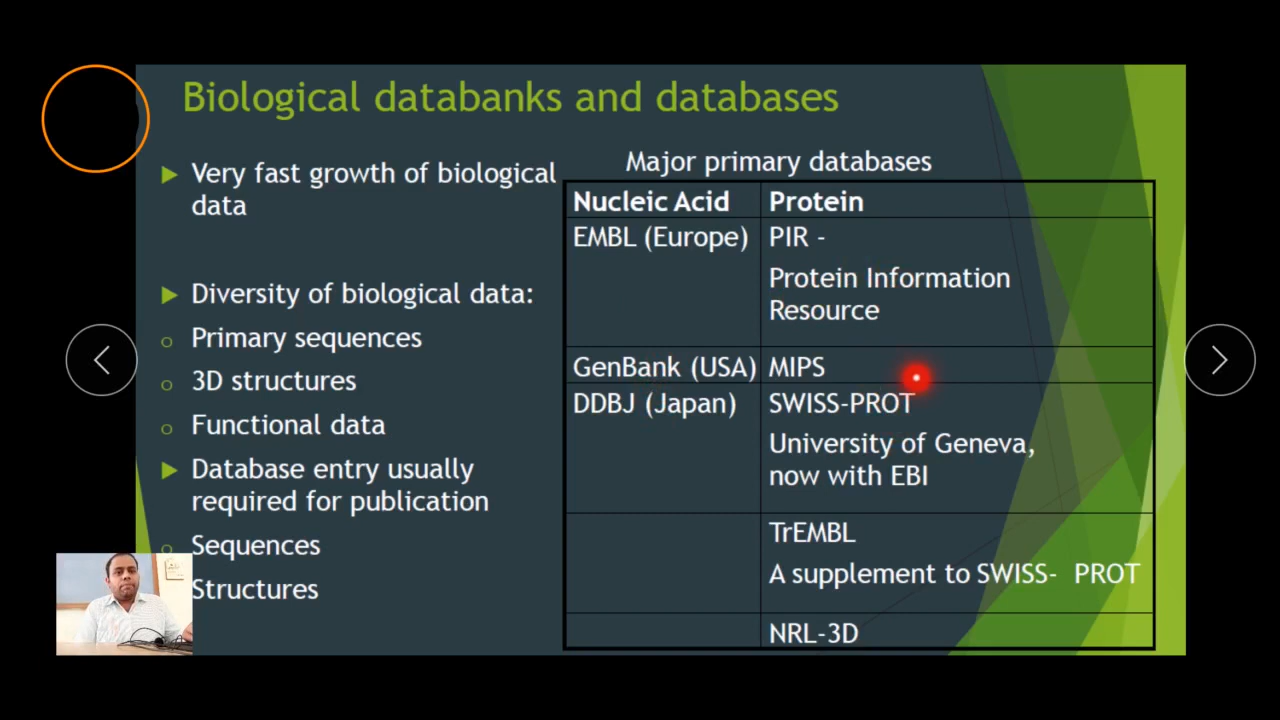 Biological databanks and databases
Very fast growth of biological
data
Diversity of biological data:
Primary sequences
3D structures
Functional data
Database entry usually
required for publication
Sequences
Structures
Major primary databases
Nucleic Acid Protein
EMBL (Europe) PIR -
Protein Information
Resource
GenBank (USA) MIPS
DDBJ (Japan) SWISS-PROT
University of Geneva,
now with EBI
TrEMBL
A supplement to SWISS- PROT
NRL-3D